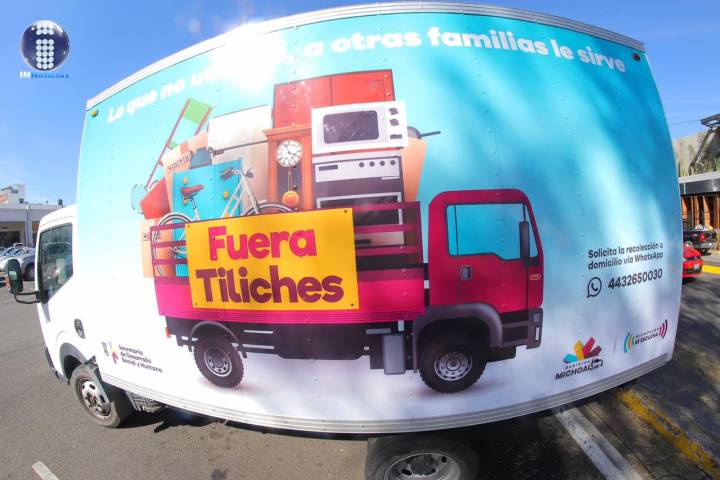 IMNoticias
Lo que no utilizas, a otras familias le sirve
Fuera
Tiliches
Solicita la recolección a
domicilio vía WhatsApp
4432650030
Secretaría
de Desarrollo
Social y Humano
MICHOACÁN